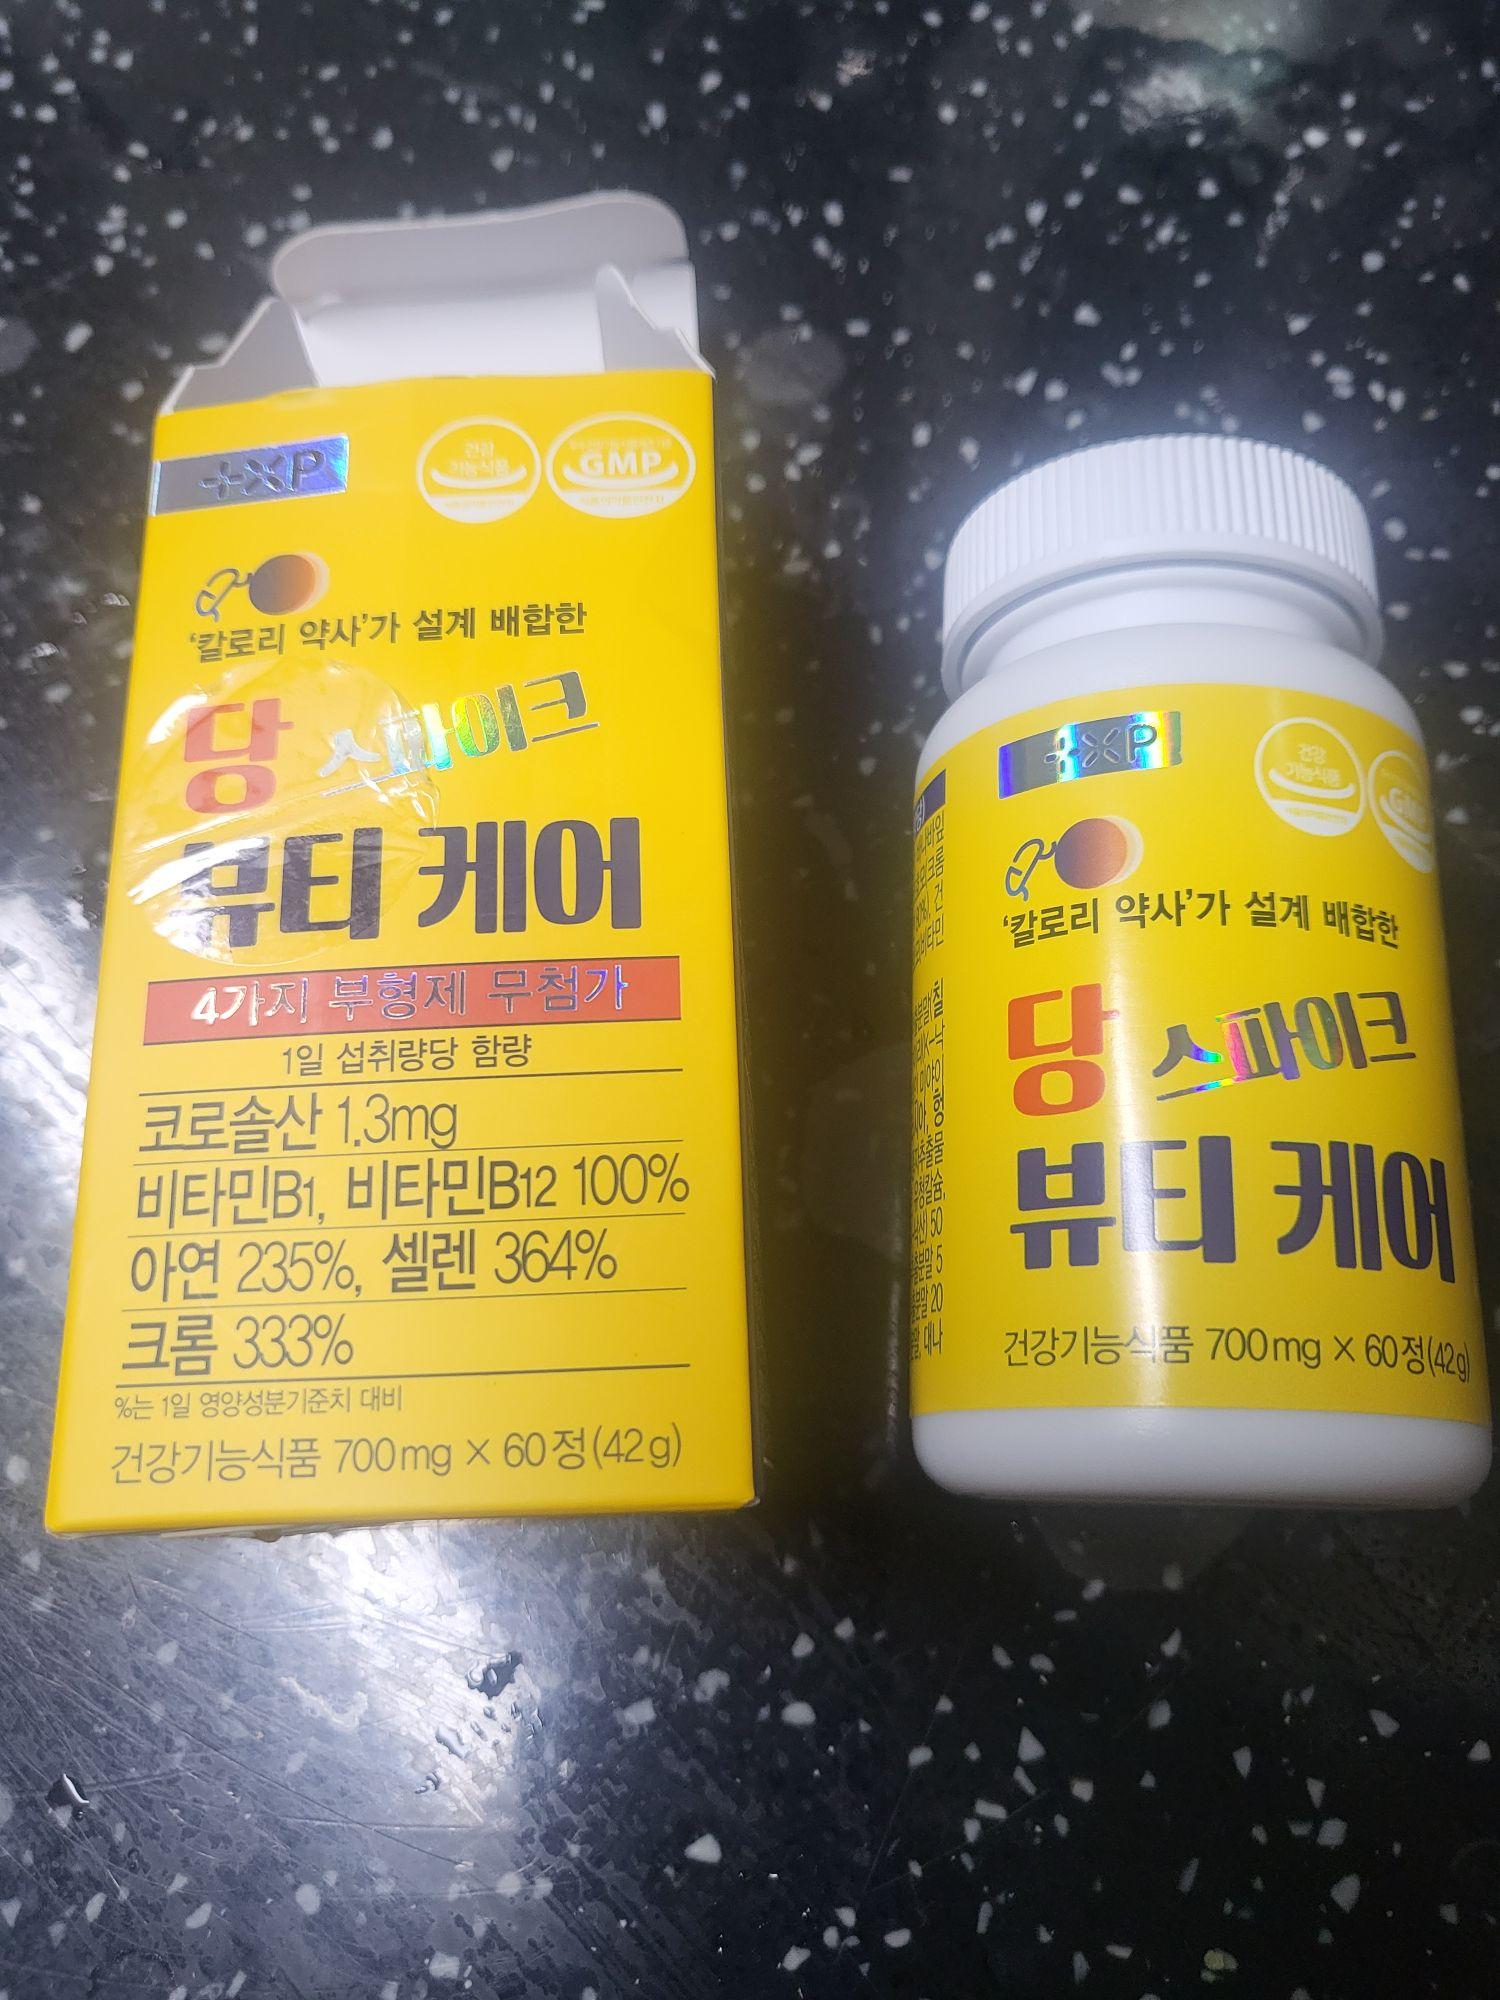 +×P
건강
기능식품
GMP
'칼로리 약사'가 설계 배합한
당 스파이크
뷰티 케어
4가지 부형제 무첨가
1일 섭취량당 함량
코로솔산 1.3mg
비타민B1, 비타민B12 100%
아연 235%, 셀렌 364%
크롬 333%
%는 1일 영양성분기준치 대비
건강기능식품 700mg × 60정(42g)
+×P
건강
기능식품
GMP
'칼로리 약사'가 설계 배합한
당 스파이크
뷰티 케어
건강기능식품 700mg × 60정(42g)